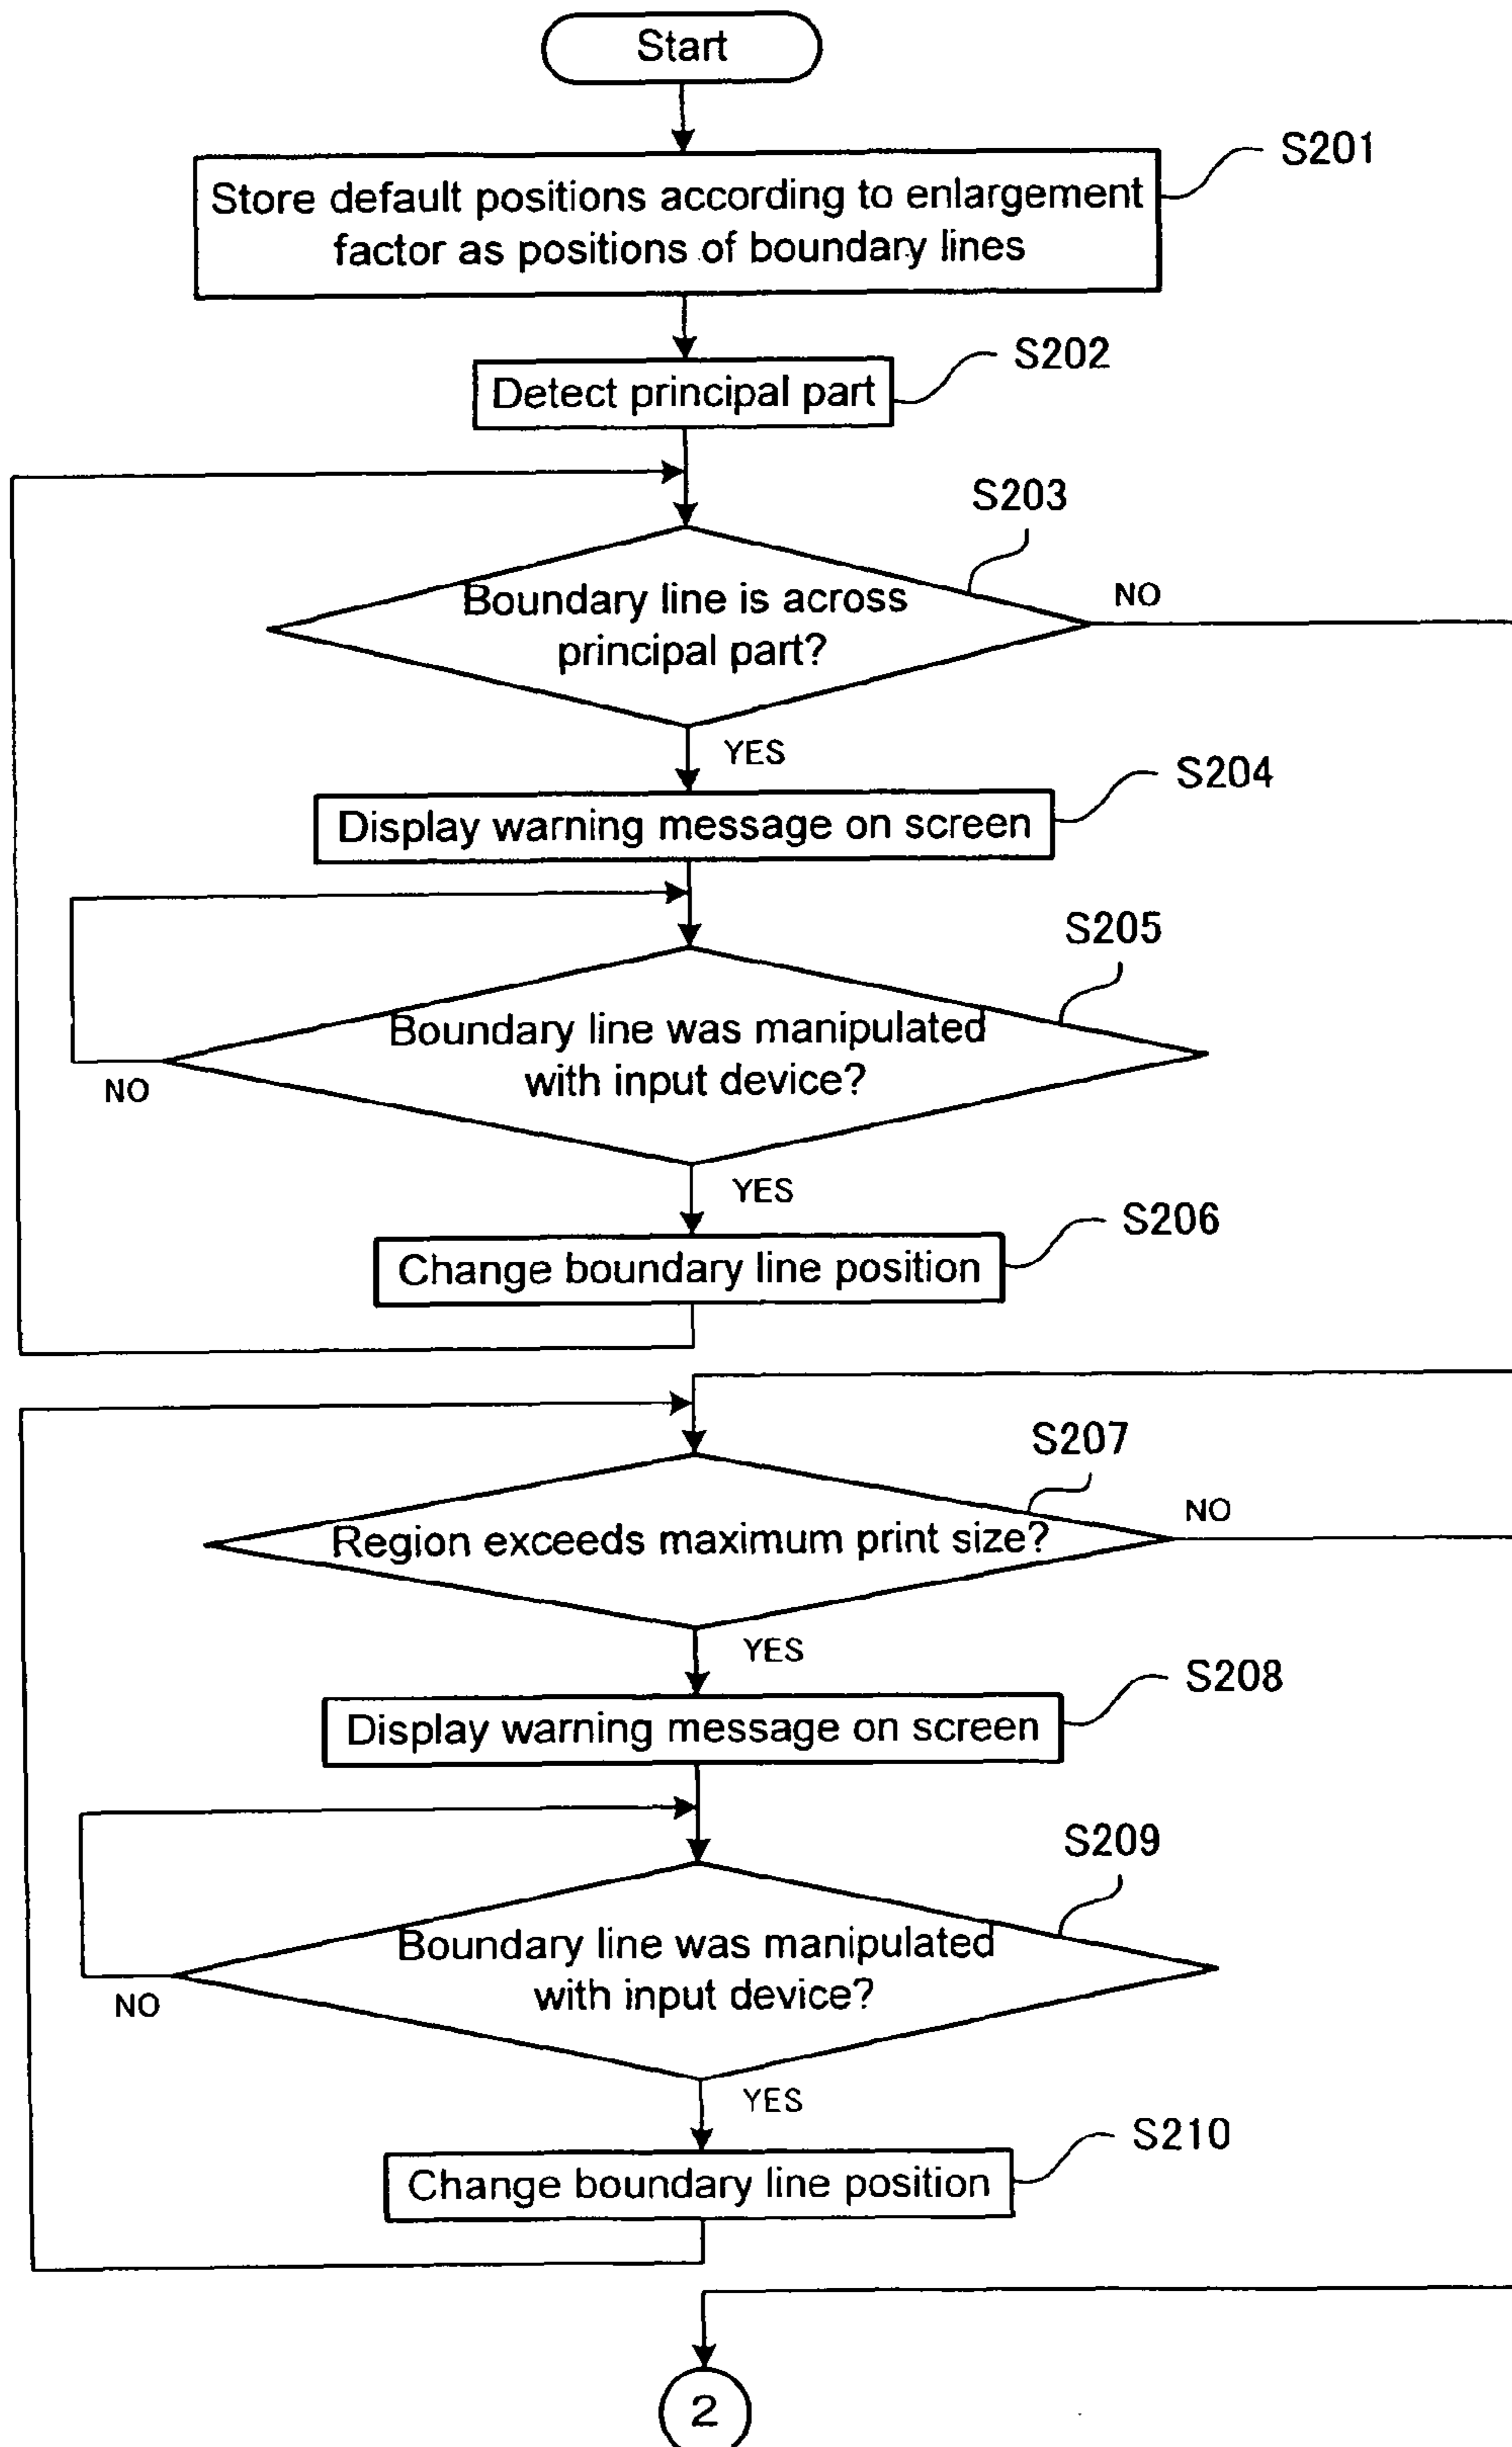 Start
S201
Store default positions according to enlargement
factor as positions of boundary lines
S202
Detect principal part
S203
Boundary line is across
principal part?
NO
YES
S204
Display warning message on screen
S205
Boundary line was manipulated
with input device?
NO
YES
S206
Change boundary line position
S207
Region exceeds maximum print size?
NO
YES
S208
Display warning message on screen
S209
Boundary line was manipulated
with input device?
NO
YES
S210
Change boundary line position
2